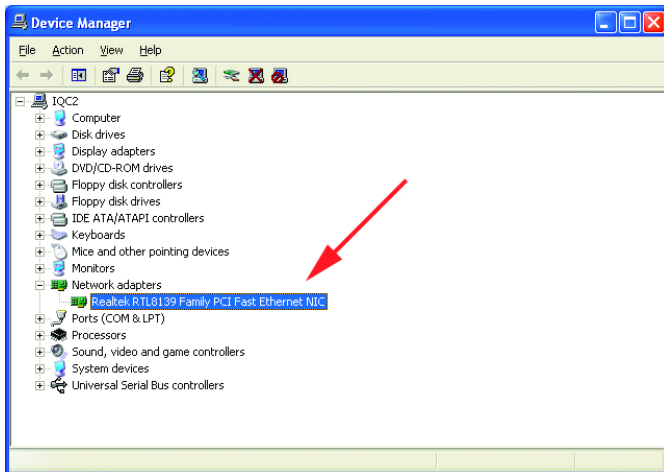 Device Manager
File Action View Help
IQC2
Computer
Disk drives
Display adapters
DVD/CD-ROM drives
Floppy disk controllers
Floppy disk drives
IDE ATA/ATAPI controllers
Keyboards
Mice and other pointing devices
Monitors
Network adapters
Realtek RTL8139 Family PCI Fast Ethernet NIC
Ports (COM & LPT)
Processors
Sound, video and game controllers
System devices
Universal Serial Bus controllers